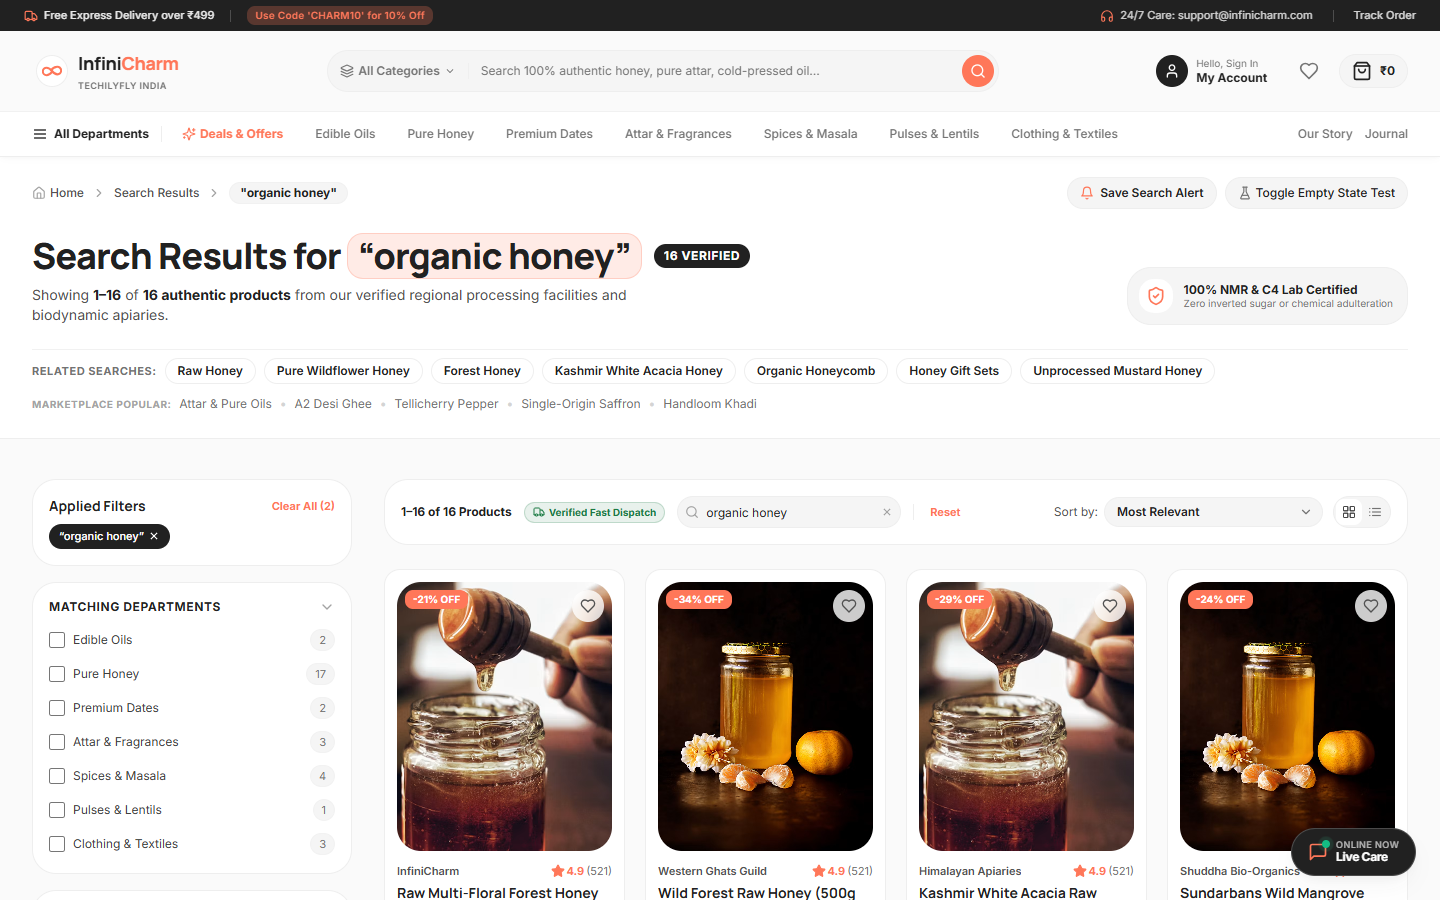 Free Express Delivery over ₹499
Use Code 'CHARM10' for 10% Off
24/7 Care: support@infinicharm.com
Track Order
InfiniCharm
TECHILYFLY INDIA
All Categories
Search 100% authentic honey, pure attar, cold-pressed oil...
Hello, Sign In
My Account
₹0
All Departments
Deals & Offers
Edible Oils
Pure Honey
Premium Dates
Attar & Fragrances
Spices & Masala
Pulses & Lentils
Clothing & Textiles
Our Story
Journal
Home
Search Results
"organic honey"
Save Search Alert
Toggle Empty State Test
Search Results for “organic honey”
16 VERIFIED
Showing 1–16 of 16 authentic products from our verified regional processing facilities and
biodynamic apiaries.
100% NMR & C4 Lab Certified
Zero inverted sugar or chemical adulteration
RELATED SEARCHES:
Raw Honey
Pure Wildflower Honey
Forest Honey
Kashmir White Acacia Honey
Organic Honeycomb
Honey Gift Sets
Unprocessed Mustard Honey
MARKETPLACE POPULAR:
Attar & Pure Oils
A2 Desi Ghee
Tellicherry Pepper
Single-Origin Saffron
Handloom Khadi
Applied Filters
Clear All (2)
"organic honey"
MATCHING DEPARTMENTS
Edible Oils 2
Pure Honey 17
Premium Dates 2
Attar & Fragrances 3
Spices & Masala 4
Pulses & Lentils 1
Clothing & Textiles 3
1–16 of 16 Products
Verified Fast Dispatch
organic honey
Reset
Sort by:
Most Relevant
-21% OFF
InfiniCharm
4.9 (521)
Raw Multi-Floral Forest Honey
-34% OFF
Western Ghats Guild
4.9 (521)
Wild Forest Raw Honey (500g
-29% OFF
Himalayan Apiaries
4.9 (521)
Kashmir White Acacia Raw
-24% OFF
Shuddha Bio-Organics
Sundarbans Wild Mangrove
ONLINE NOW
Live Care